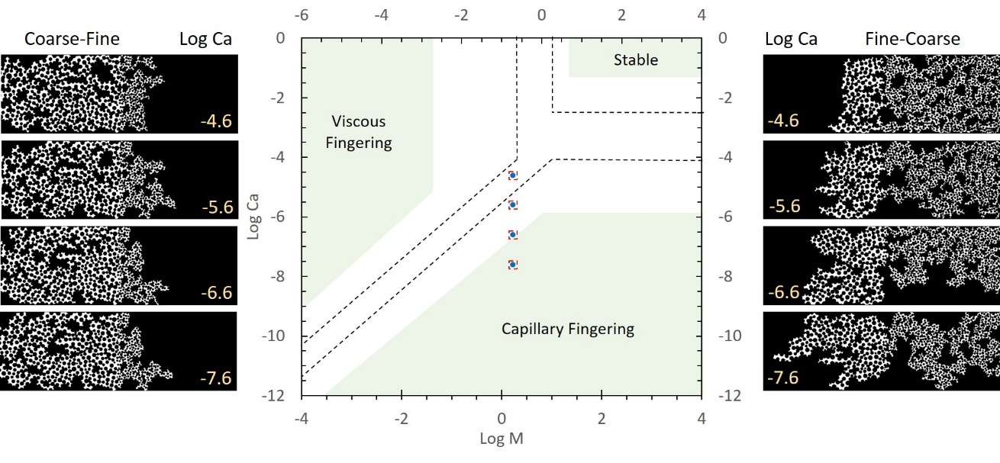 -6 -4 -2 0 2 4
Coarse-Fine Log Ca
-4.6
-5.6
-6.6
-7.6
0
-2
-4
-6
-8
-10
-12
Log Ca
Viscous
Fingering
Stable
Capillary Fingering
-4 -2 0 2 4
Log M
0
-2
-4
-6
-8
-10
-12
Log Ca Fine-Coarse
-4.6
-5.6
-6.6
-7.6